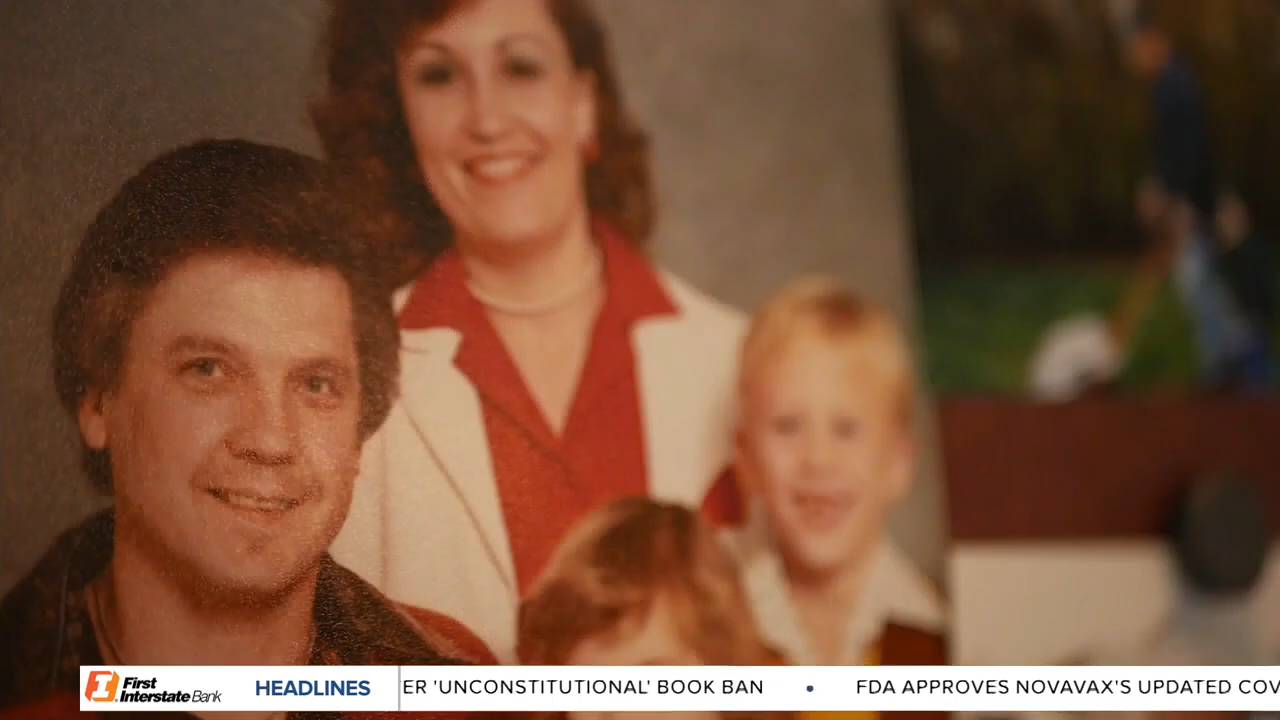 First
Interstate Bank
HEADLINES
ER 'UNCONSTITUTIONAL' BOOK BAN • FDA APPROVES NOVAVAX'S UPDATED COV